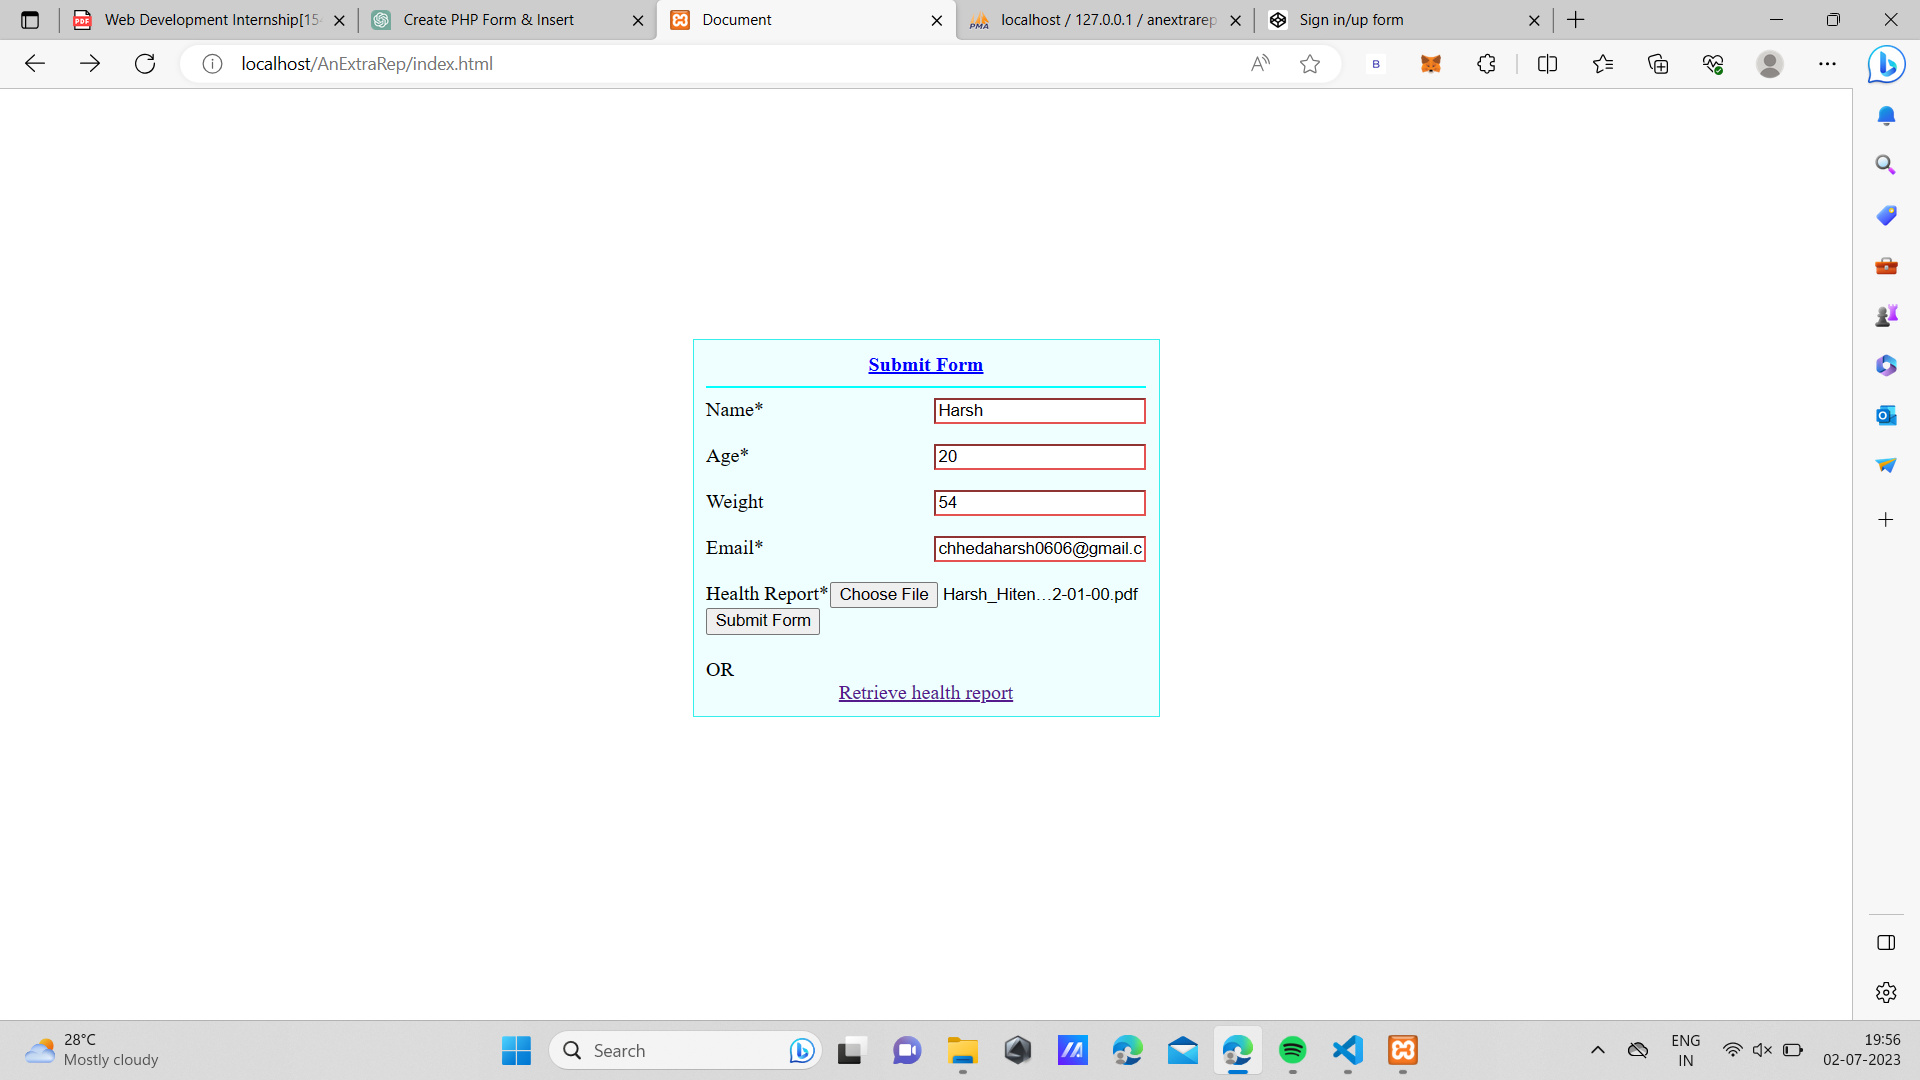 Web Development Internship[154
Create PHP Form & Insert
Document
localhost / 127.0.0.1 / anextrarep
Sign in/up form
localhost/AnExtraRep/index.html
Submit Form
Name*
Harsh
Age*
20
Weight
54
Email*
chhedaharsh0606@gmail.c
Health Report*
Choose File
Harsh_Hiten…2-01-00.pdf
Submit Form
OR
Retrieve health report
28°C
Mostly cloudy
Search
ENG
IN
19:56
02-07-2023